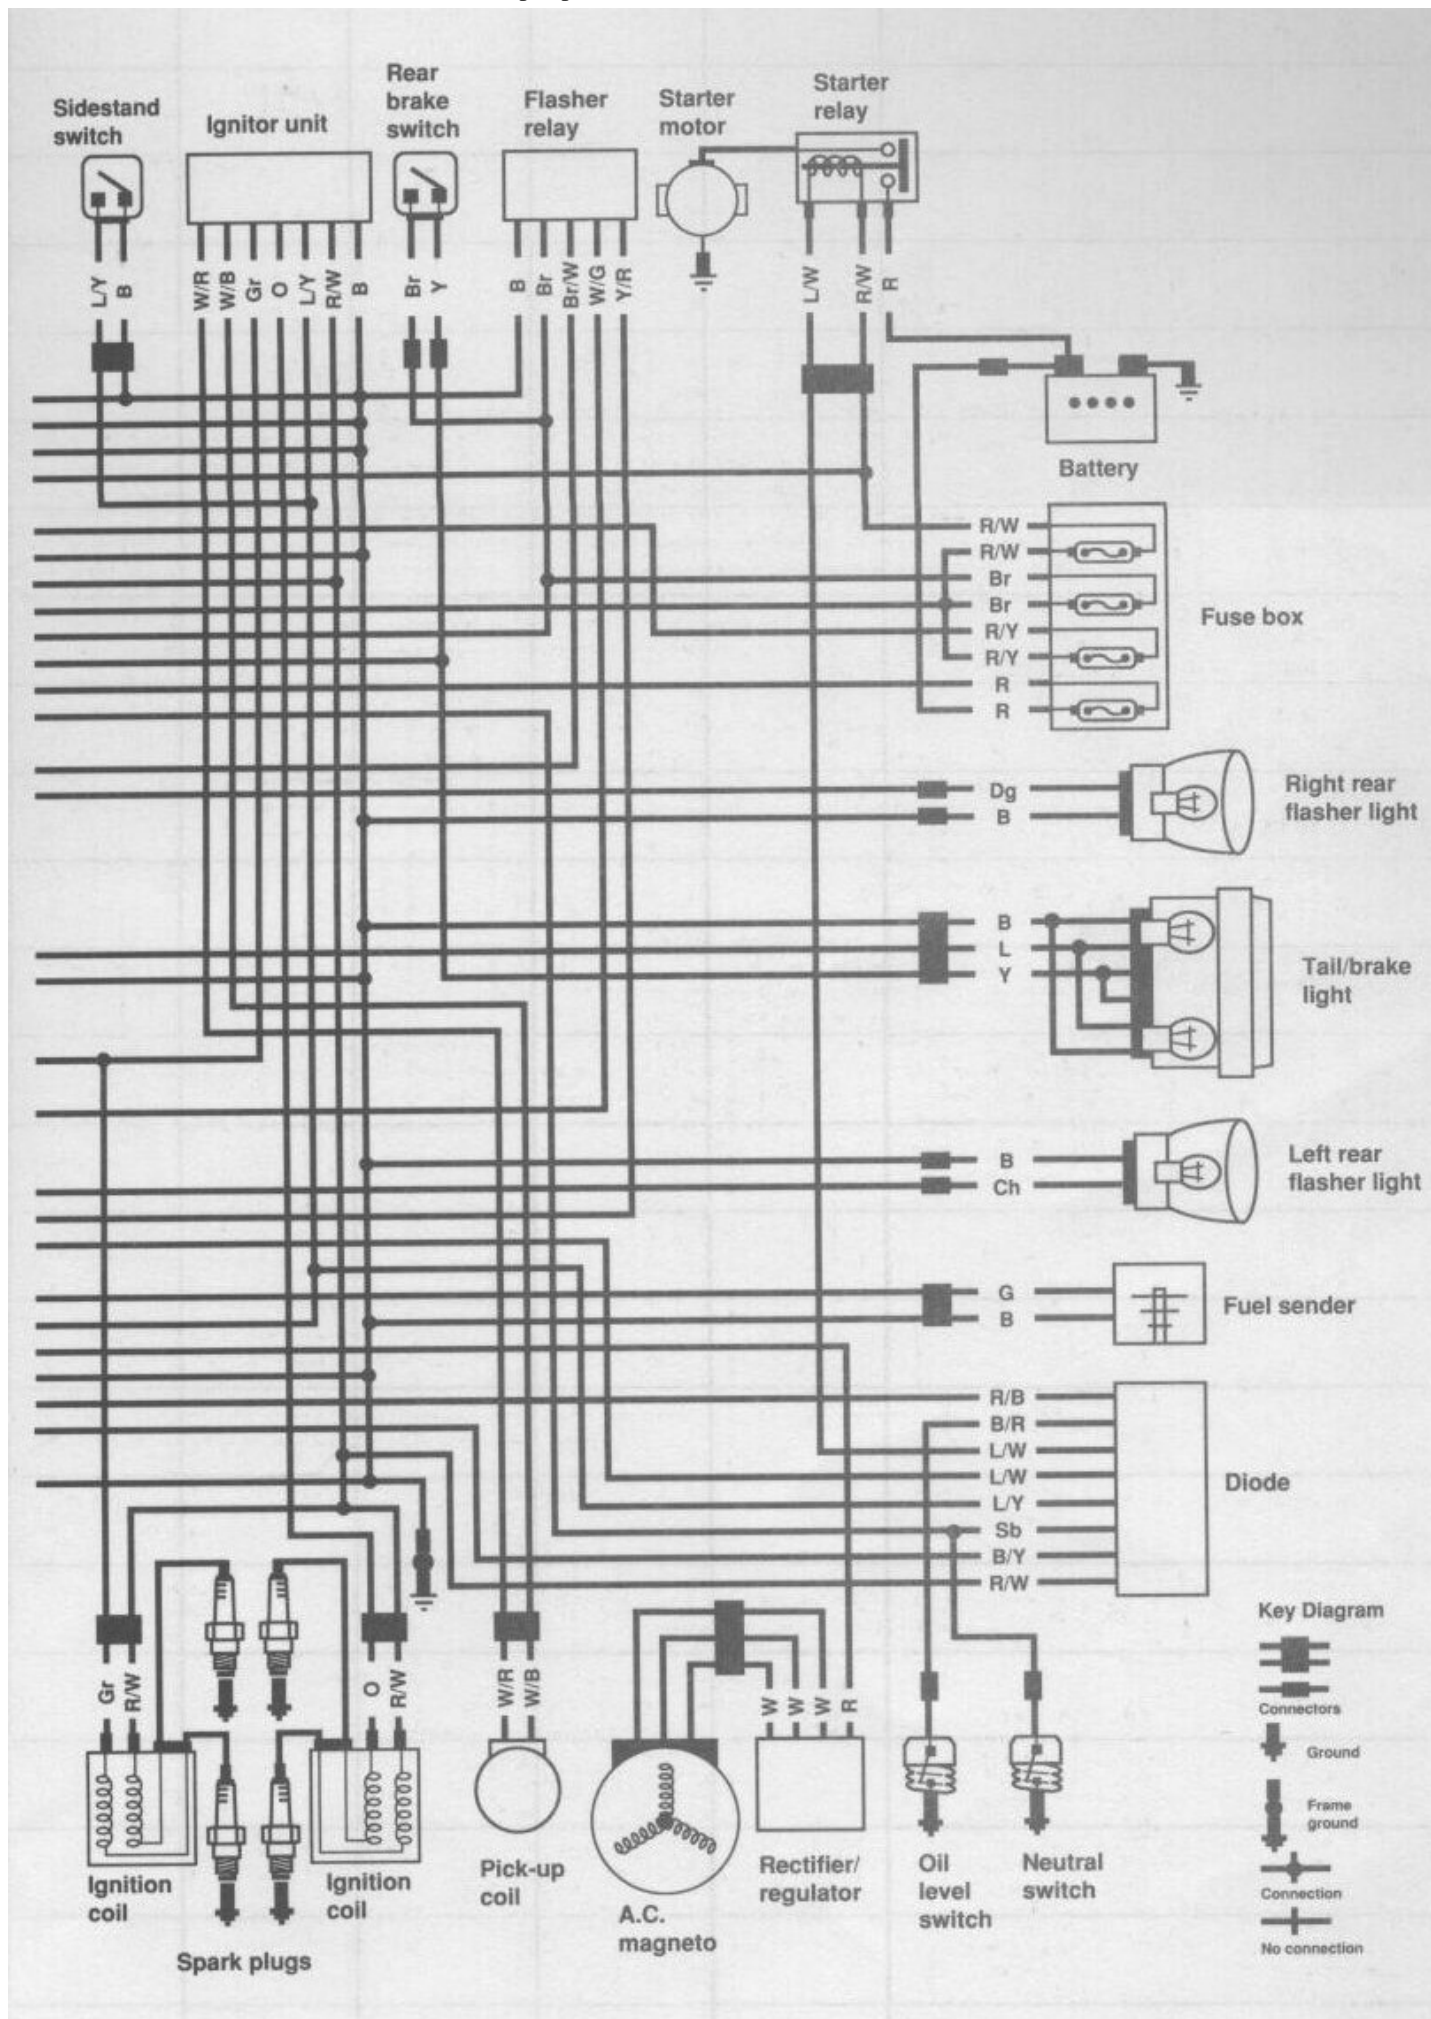 Sidestand
switch
Ignitor unit
Rear
brake
switch
Flasher
relay
Starter
motor
Starter
relay
L/Y
B
W/R
W/B
Gr
O
L/Y
R/W
B
Br
Y
B
Br
Br/W
W/G
Y/R
L/W
R/W
R
Battery
R/W
R/W
Br
Br
R/Y
R/Y
R
R
Fuse box
Dg
B
Right rear
flasher light
B
L
Y
Tail/brake
light
B
Ch
Left rear
flasher light
G
B
Fuel sender
R/B
B/R
L/W
L/W
L/Y
Sb
B/Y
R/W
Diode
Key Diagram
Connectors
Ground
Frame
ground
Connection
No connection
Gr
R/W
O
R/W
W/R
W/B
W
W
W
R
Ignition
coil
Ignition
coil
Spark plugs
Pick-up
coil
A.C.
magneto
Rectifier/
regulator
Oil
level
switch
Neutral
switch